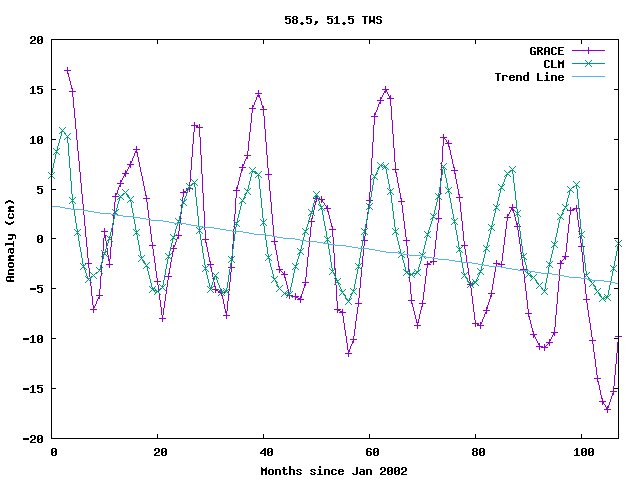 58.5, 51.5 TWS
GRACE
CLM
Trend Line
20
15
10
5
0
-5
-10
-15
-20
Anomaly (cm)
0 20 40 60 80 100
Months since Jan 2002